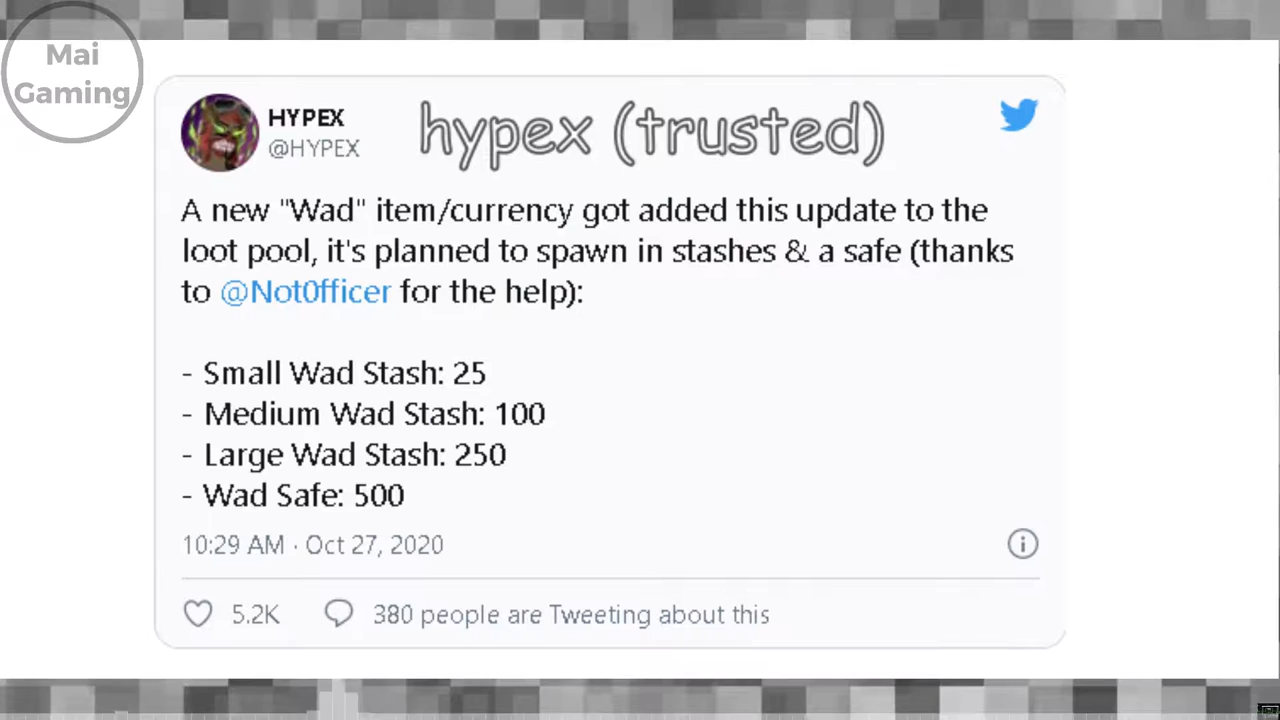 Mai
Gaming
HYPEX
@HYPEX
hypex (trusted)
A new "Wad" item/currency got added this update to the
loot pool, it's planned to spawn in stashes & a safe (thanks
to @Not0fficer for the help):
- Small Wad Stash: 25
- Medium Wad Stash: 100
- Large Wad Stash: 250
- Wad Safe: 500
10:29 AM · Oct 27, 2020
5.2K
380 people are Tweeting about this